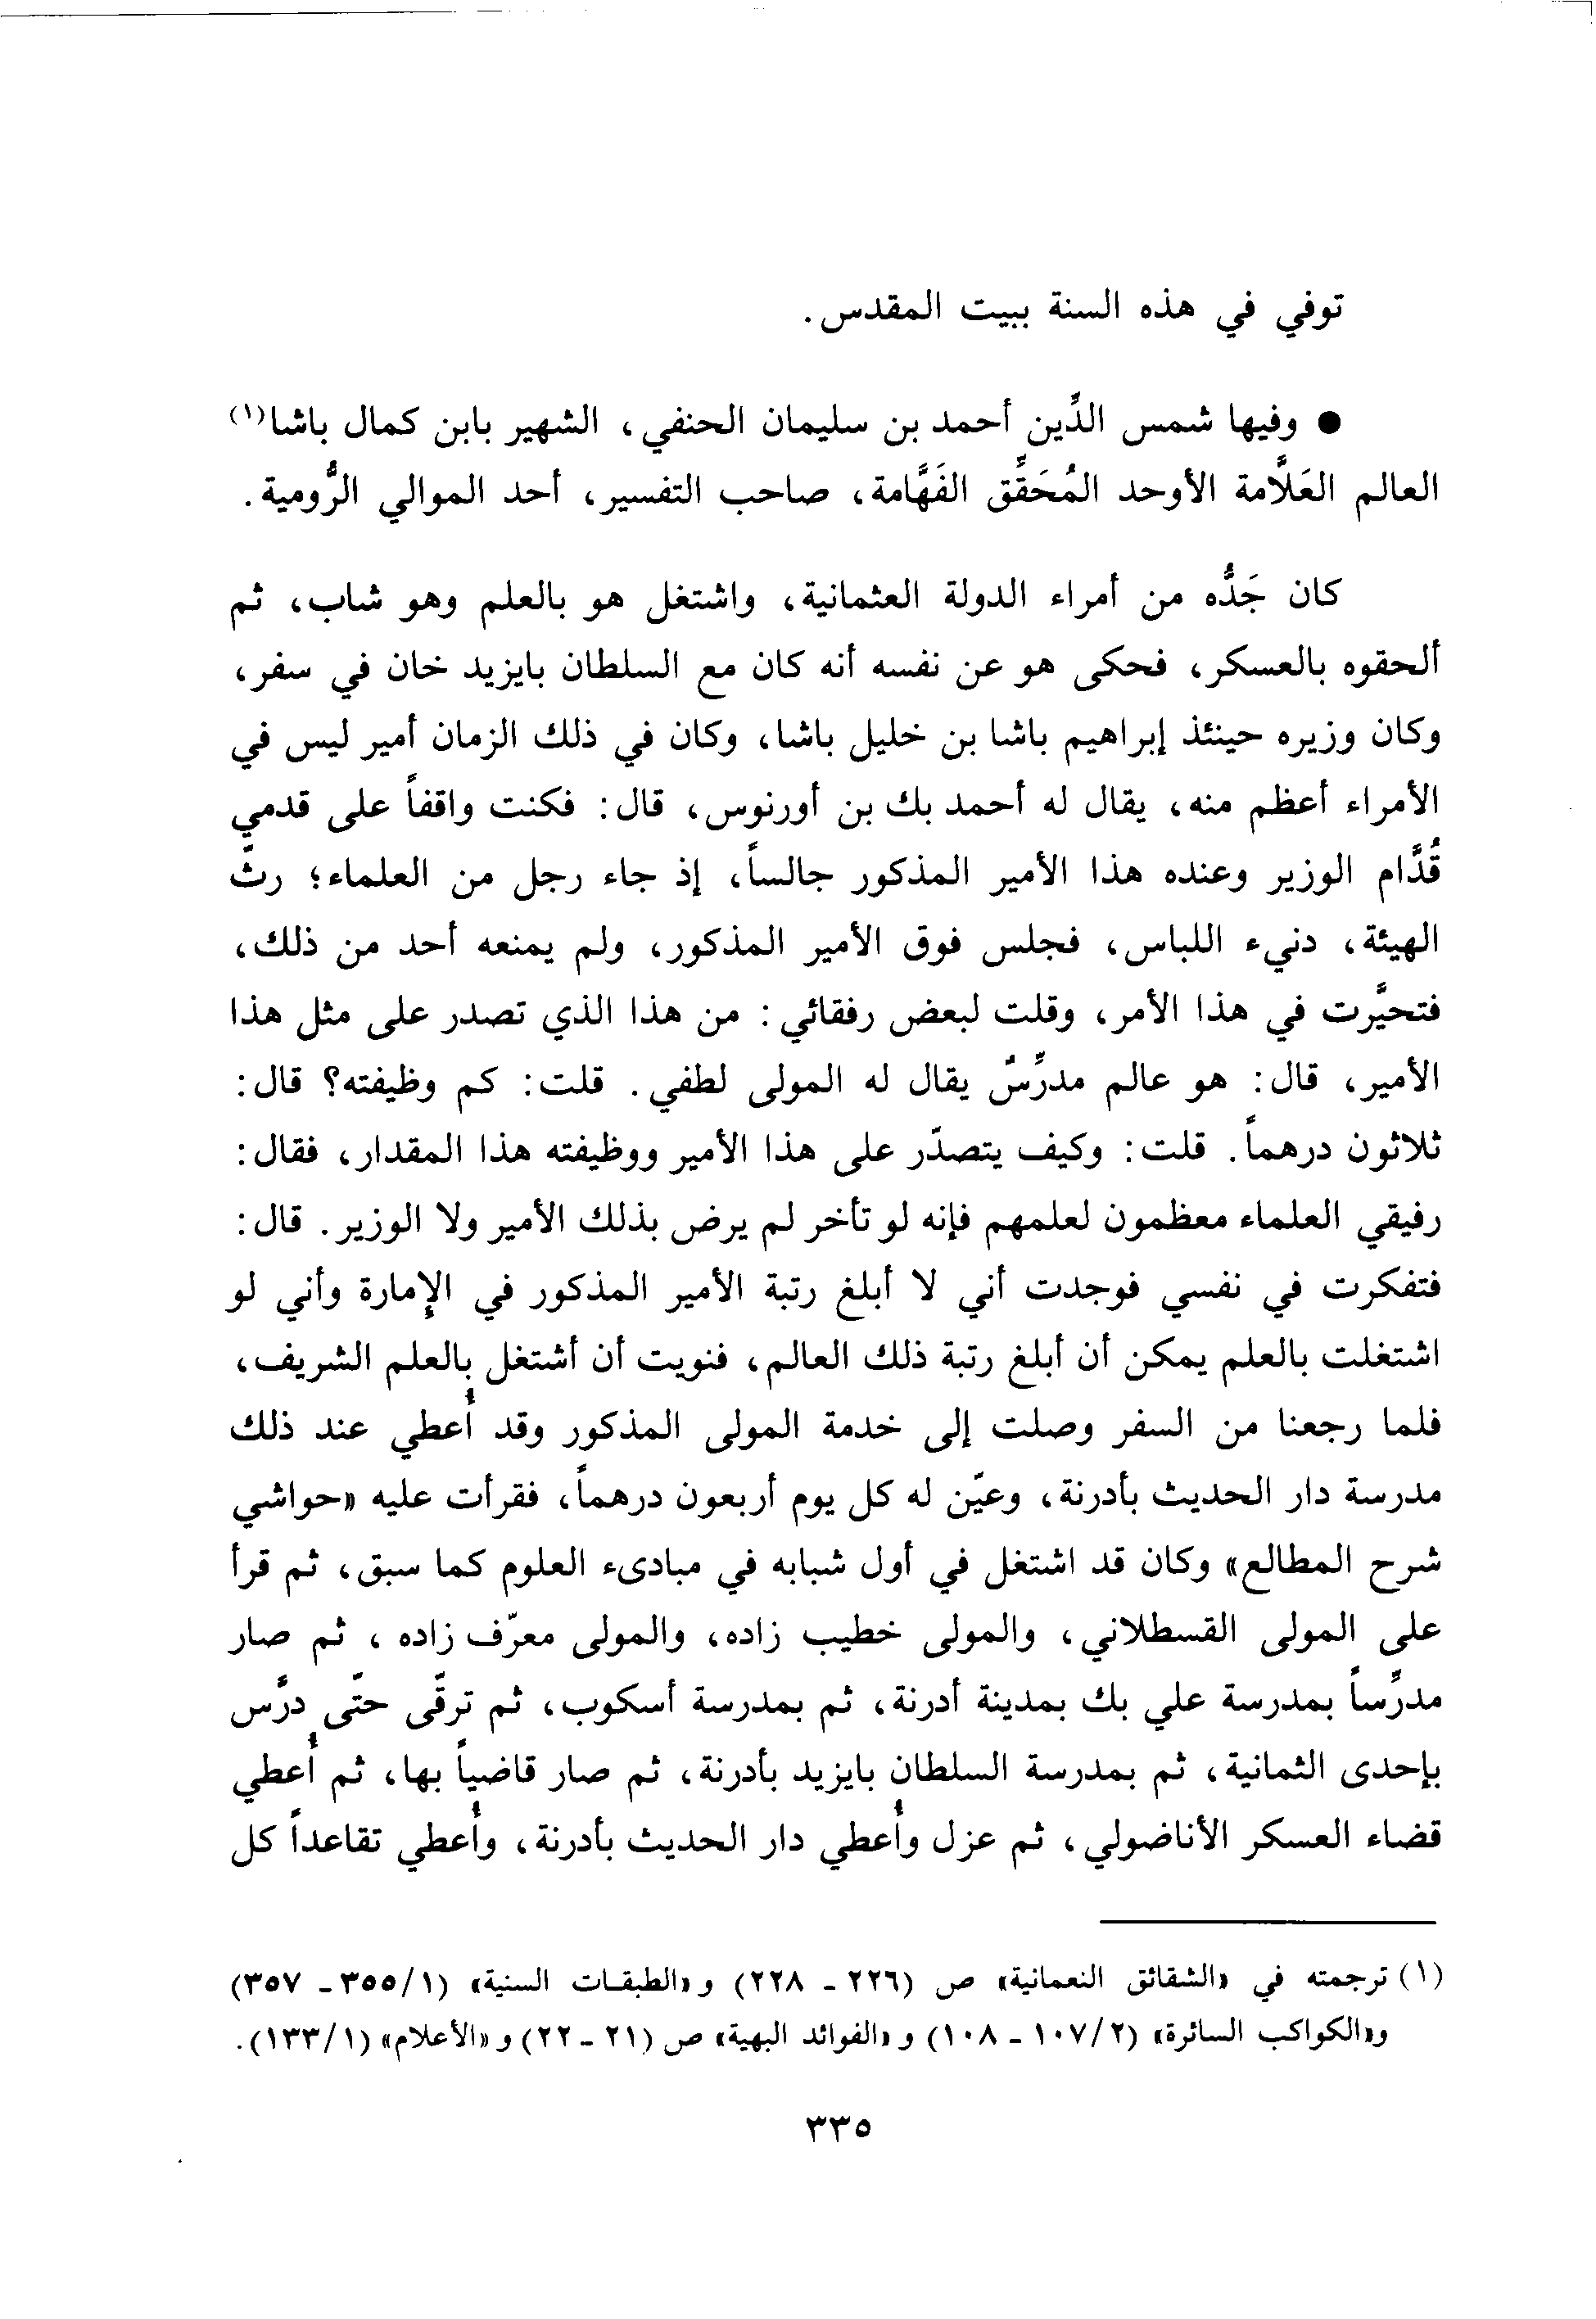 توفي في هذه السنة ببيت المقدس.
● وفيها شمس الدِّين أحمد بن سليمان الحنفي، الشهير بابن كمال باشا(١)
العالم العَلَّامة الأوحد المُحَقِّق الفَهَّامة، صاحب التفسير، أحد الموالي الرُّومية.
كان جَدُّه من أمراء الدولة العثمانية، واشتغل هو بالعلم وهو شاب، ثم
ألحقوه بالعسكر، فحكى هو عن نفسه أنه كان مع السلطان بايزيد خان في سفر،
وكان وزيره حينئذ إبراهيم باشا بن خليل باشا، وكان في ذلك الزمان أمير ليس في
الأمراء أعظم منه، يقال له أحمد بك بن أورنوس، قال: فكنت واقفاً على قدمي
قُدَّام الوزير وعنده هذا الأمير المذكور جالساً، إذ جاء رجل من العلماء؛ رثّ
الهيئة، دنيء اللباس، فجلس فوق الأمير المذكور، ولم يمنعه أحد من ذلك،
فتحيَّرت في هذا الأمر، وقلت لبعض رفقائي: من هذا الذي تصدر على مثل هذا
الأمير، قال: هو عالم مدرِّسٌ يقال له المولى لطفي. قلت: كم وظيفته؟ قال:
ثلاثون درهماً. قلت: وكيف يتصدّر على هذا الأمير ووظيفته هذا المقدار، فقال:
رفيقي العلماء معظمون لعلمهم فإنه لو تأخر لم يرض بذلك الأمير ولا الوزير. قال:
فتفكرت في نفسي فوجدت أني لا أبلغ رتبة الأمير المذكور في الإمارة وأني لو
اشتغلت بالعلم يمكن أن أبلغ رتبة ذلك العالم، فنويت أن أشتغل بالعلم الشريف،
فلما رجعنا من السفر وصلت إلى خدمة المولى المذكور وقد أُعطي عند ذلك
مدرسة دار الحديث بأدرنة، وعيّن له كل يوم أربعون درهماً، فقرأت عليه «حواشي
شرح المطالع» وكان قد اشتغل في أول شبابه في مبادىء العلوم كما سبق، ثم قرأ
على المولى القسطلاني، والمولى خطيب زاده، والمولى معرّف زاده، ثم صار
مدرِّساً بمدرسة علي بك بمدينة أدرنة، ثم بمدرسة أسكوب، ثم ترقّى حتّى درَّس
بإحدى الثمانية، ثم بمدرسة السلطان بايزيد بأدرنة، ثم صار قاضياً بها، ثم أُعطي
قضاء العسكر الأناضولي، ثم عزل وأُعطي دار الحديث بأدرنة، وأُعطي تقاعداً كل
(١) ترجمته في «الشقائق النعمانية» ص (٢٢٦ - ٢٢٨) و «الطبقات السنية» (١/٣٥٥ - ٣٥٧)
و«الكواكب السائرة» (٢/١٠٧ - ١٠٨) و «الفوائد البهية» ص (٢١ - ٢٢) و «الأعلام» (١/١٣٣).
٣٣٥